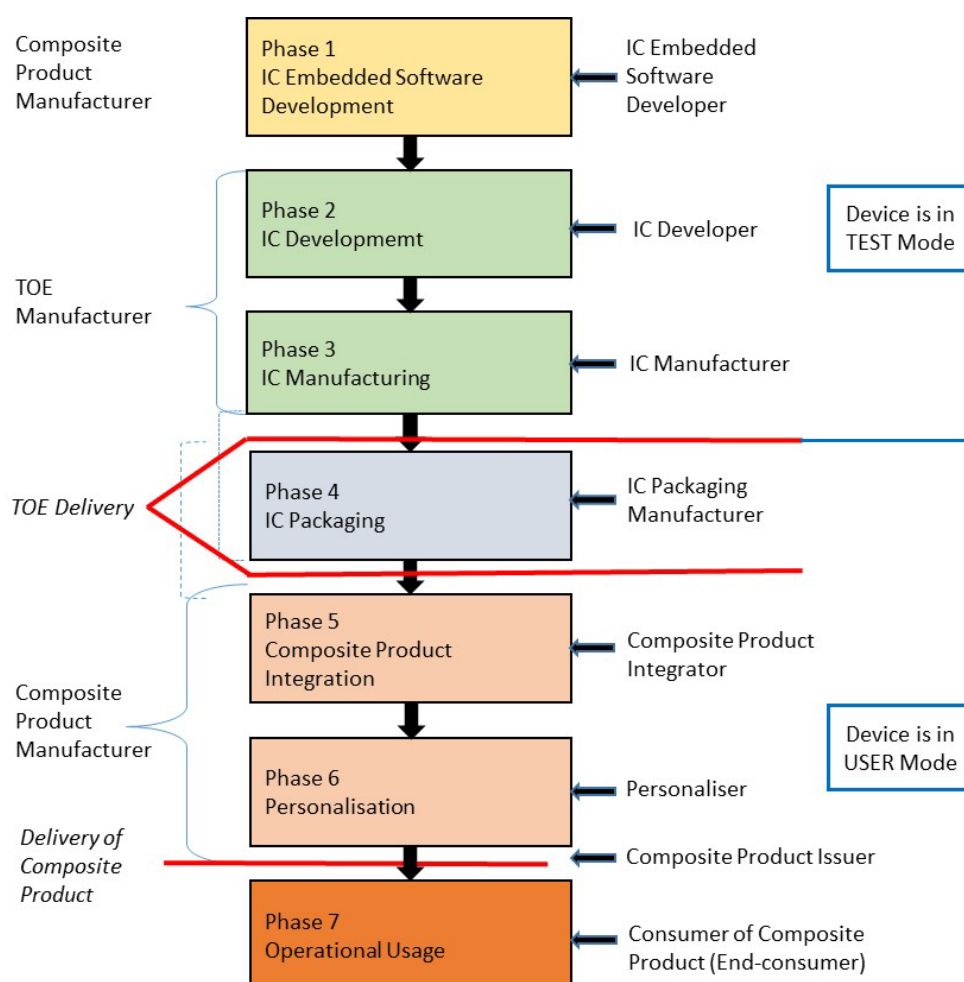 Composite
Product
Manufacturer
Phase 1
IC Embedded Software
Development
IC Embedded
Software
Developer
Phase 2
IC Developmemt
IC Developer
Device is in
TEST Mode
TOE
Manufacturer
Phase 3
IC Manufacturing
IC Manufacturer
TOE Delivery
Phase 4
IC Packaging
IC Packaging
Manufacturer
Phase 5
Composite Product
Integration
Composite Product
Integrator
Composite
Product
Manufacturer
Device is in
USER Mode
Phase 6
Personalisation
Personaliser
Delivery of
Composite
Product
Composite Product Issuer
Phase 7
Operational Usage
Consumer of Composite
Product (End-consumer)